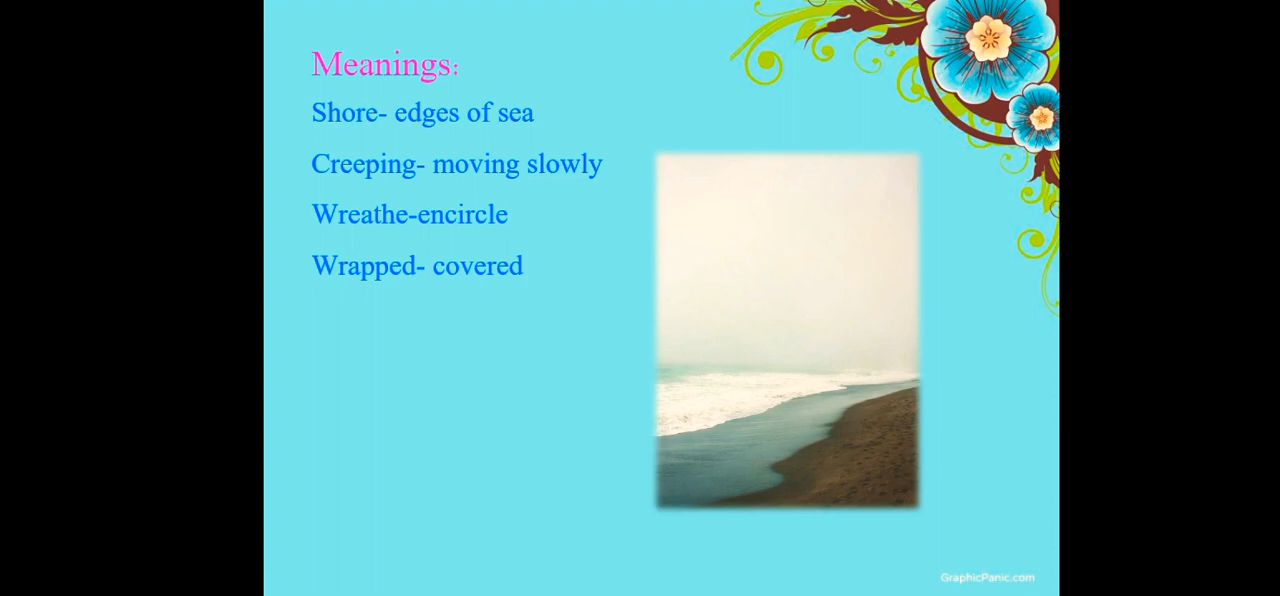 Meanings:
Shore- edges of sea
Creeping- moving slowly
Wreathe-encircle
Wrapped- covered
GraphicPanic.com